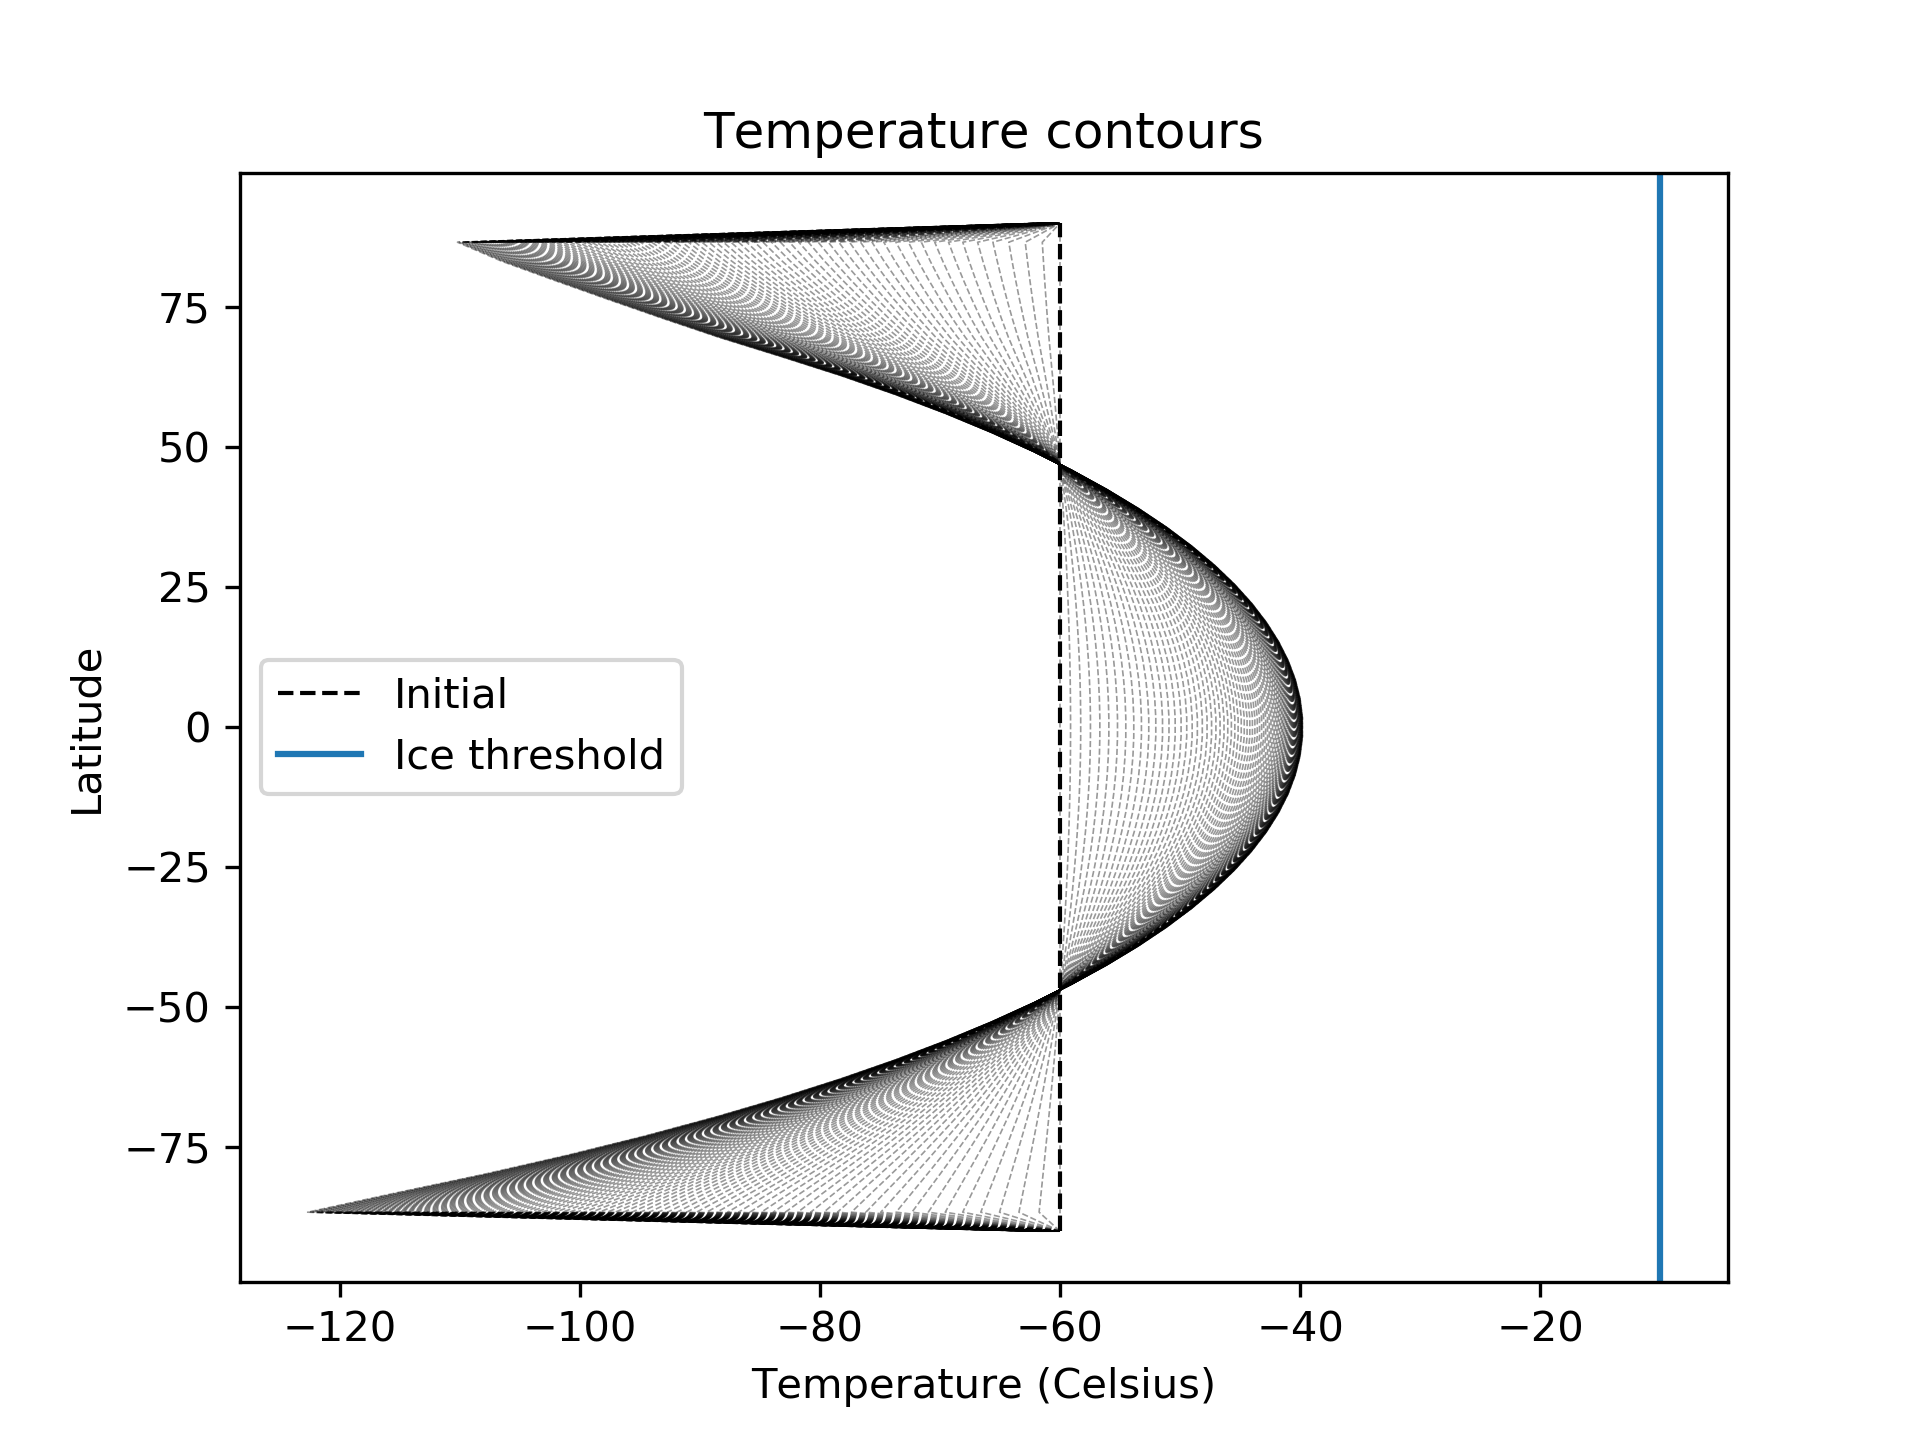 Temperature contours
75
50
25
0
−25
−50
−75
Latitude
Initial
Ice threshold
−120 −100 −80 −60 −40 −20
Temperature (Celsius)